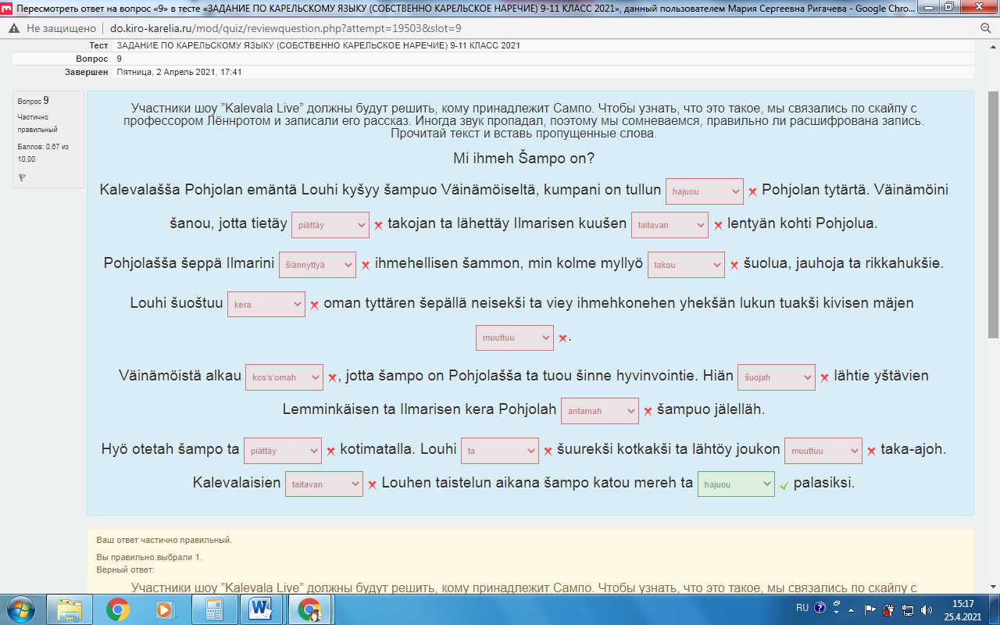 Пересмотреть ответ на вопрос «9» в тесте «ЗАДАНИЕ ПО КАРЕЛЬСКОМУ ЯЗЫКУ (СОБСТВЕННО КАРЕЛЬСКОЕ НАРЕЧИЕ) 9-11 КЛАСС 2021», данный пользователем Мария Сергеевна Ригачева - Google Chro...
Не защищено | do.kiro-karelia.ru/mod/quiz/reviewquestion.php?attempt=19503&slot=9
Тест ЗАДАНИЕ ПО КАРЕЛЬСКОМУ ЯЗЫКУ (СОБСТВЕННО КАРЕЛЬСКОЕ НАРЕЧИЕ) 9-11 КЛАСС 2021
Вопрос 9
Завершен Пятница, 2 Апрель 2021, 17:41
Вопрос 9
Частично
правильный
Баллов: 0,67 из
10,00
Участники шоу ”Kalevala Live” должны будут решить, кому принадлежит Сампо. Чтобы узнать, что это такое, мы связались по скайпу с
профессором Лённротом и записали его рассказ. Иногда звук пропадал, поэтому мы сомневаемся, правильно ли расшифрована запись.
Прочитай текст и вставь пропущенные слова.
Mi ihmeh Šampo on?
Kalevalašša Pohjolan emäntä Louhi kyšyy šampuo Väinämöiseltä, kumpani on tullun hajuou Pohjolan tytärtä. Väinämöini
šanou, jotta tietäy piättäy takojan ta lähettäy Ilmarisen kuušen taitavan lentyän kohti Pohjolua.
Pohjolašša šeppä Ilmarini šiännyttyä ihmehellisen šammon, min kolme myllyö takou šuolua, jauhoja ta rikkahukšie.
Louhi šuoštuu kera oman tyttären šepällä neisekši ta viey ihmehkonehen yhekšän lukun tuakši kivisen mäjen
muuttuu .
Väinämöistä alkau kos's'omah , jotta šampo on Pohjolašša ta tuou šinne hyvinvointie. Hiän šuojah lähtie yštävien
Lemminkäisen ta Ilmarisen kera Pohjolah antamah šampuo jälelläh.
Hyö otetah šampo ta piättäy kotimatalla. Louhi ta šuurekši kotkakši ta lähtöy joukon muuttuu taka-ajoh.
Kalevalaisien taitavan Louhen taistelun aikana šampo katou mereh ta hajuou palasiksi.
Ваш ответ частично правильный.
Вы правильно выбрали 1.
Верный ответ:
Участники шоу ”Kalevala Live” должны будут решить, кому принадлежит Сампо. Чтобы узнать, что это такое, мы связались по скайпу с
RU
15:17
25.4.2021